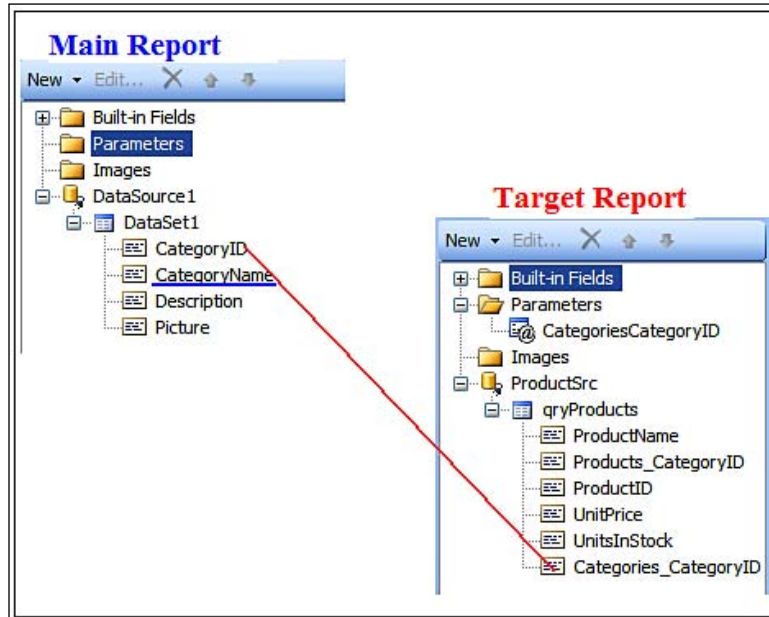 Main Report
New Edit...
Built-in Fields
Parameters
Images
DataSource1
DataSet1
CategoryID
CategoryName
Description
Picture
Target Report
New Edit...
Built-in Fields
Parameters
CategoriesCategoryID
Images
ProductSrc
qryProducts
ProductName
Products_CategoryID
ProductID
UnitPrice
UnitsInStock
Categories_CategoryID